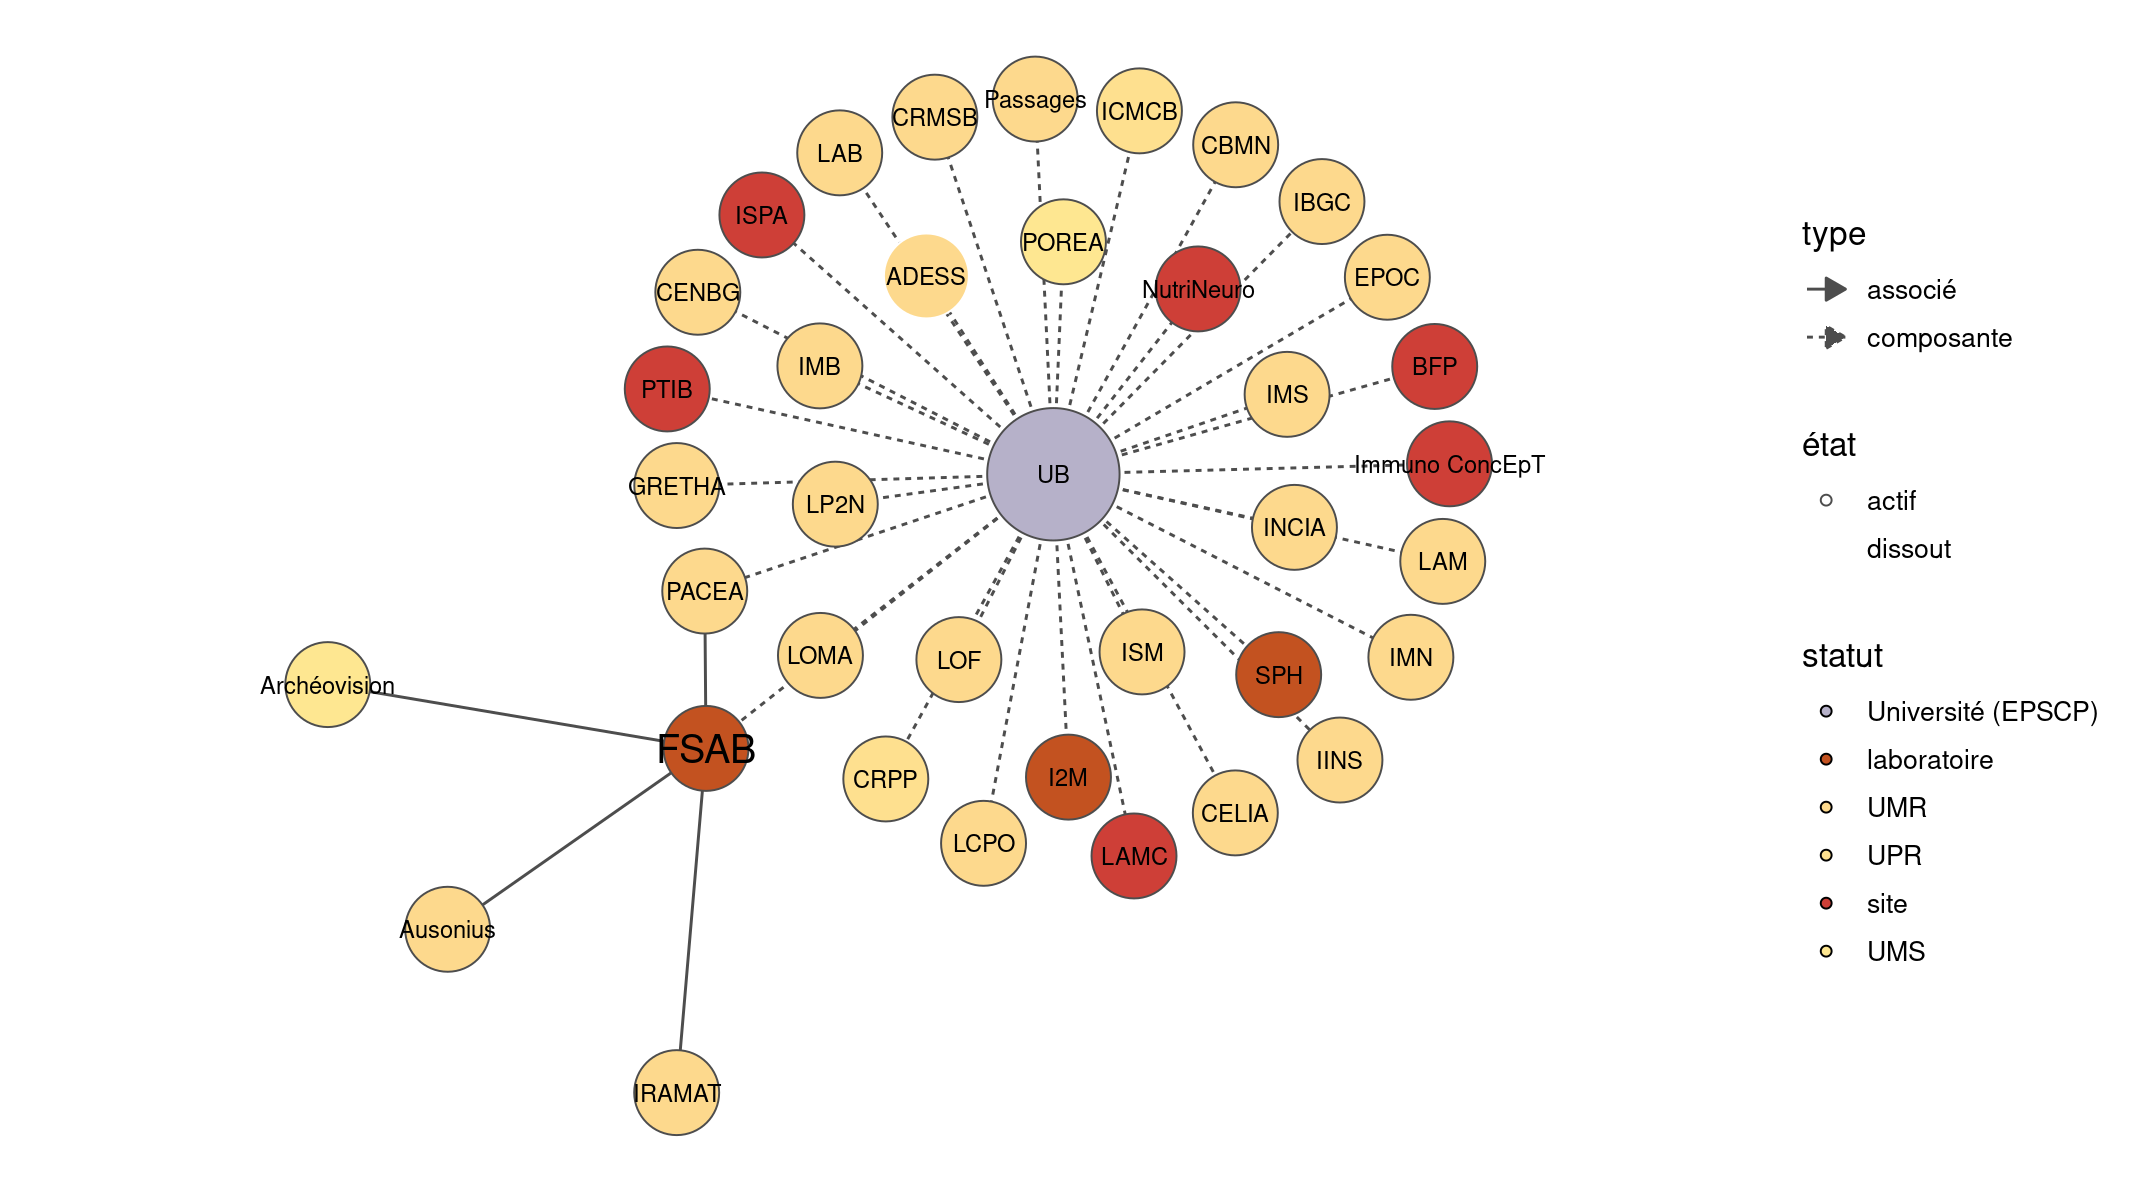 Passages
ICMCB
CRMSB
CBMN
LAB
IBGC
ISPA
POREA
ADESS
EPOC
NutriNeuro
CENBG
IMB
BFP
PTIB
IMS
Immuno ConcEpT
UB
GRETHA
LP2N
INCIA
LAM
PACEA
ISM
LOMA
IMN
LOF
SPH
Archéovision
FSAB
IINS
I2M
CRPP
CELIA
LCPO
LAMC
Ausonius
IRAMAT
type
associé
composante
état
actif
dissout
statut
Université (EPSCP)
laboratoire
UMR
UPR
site
UMS